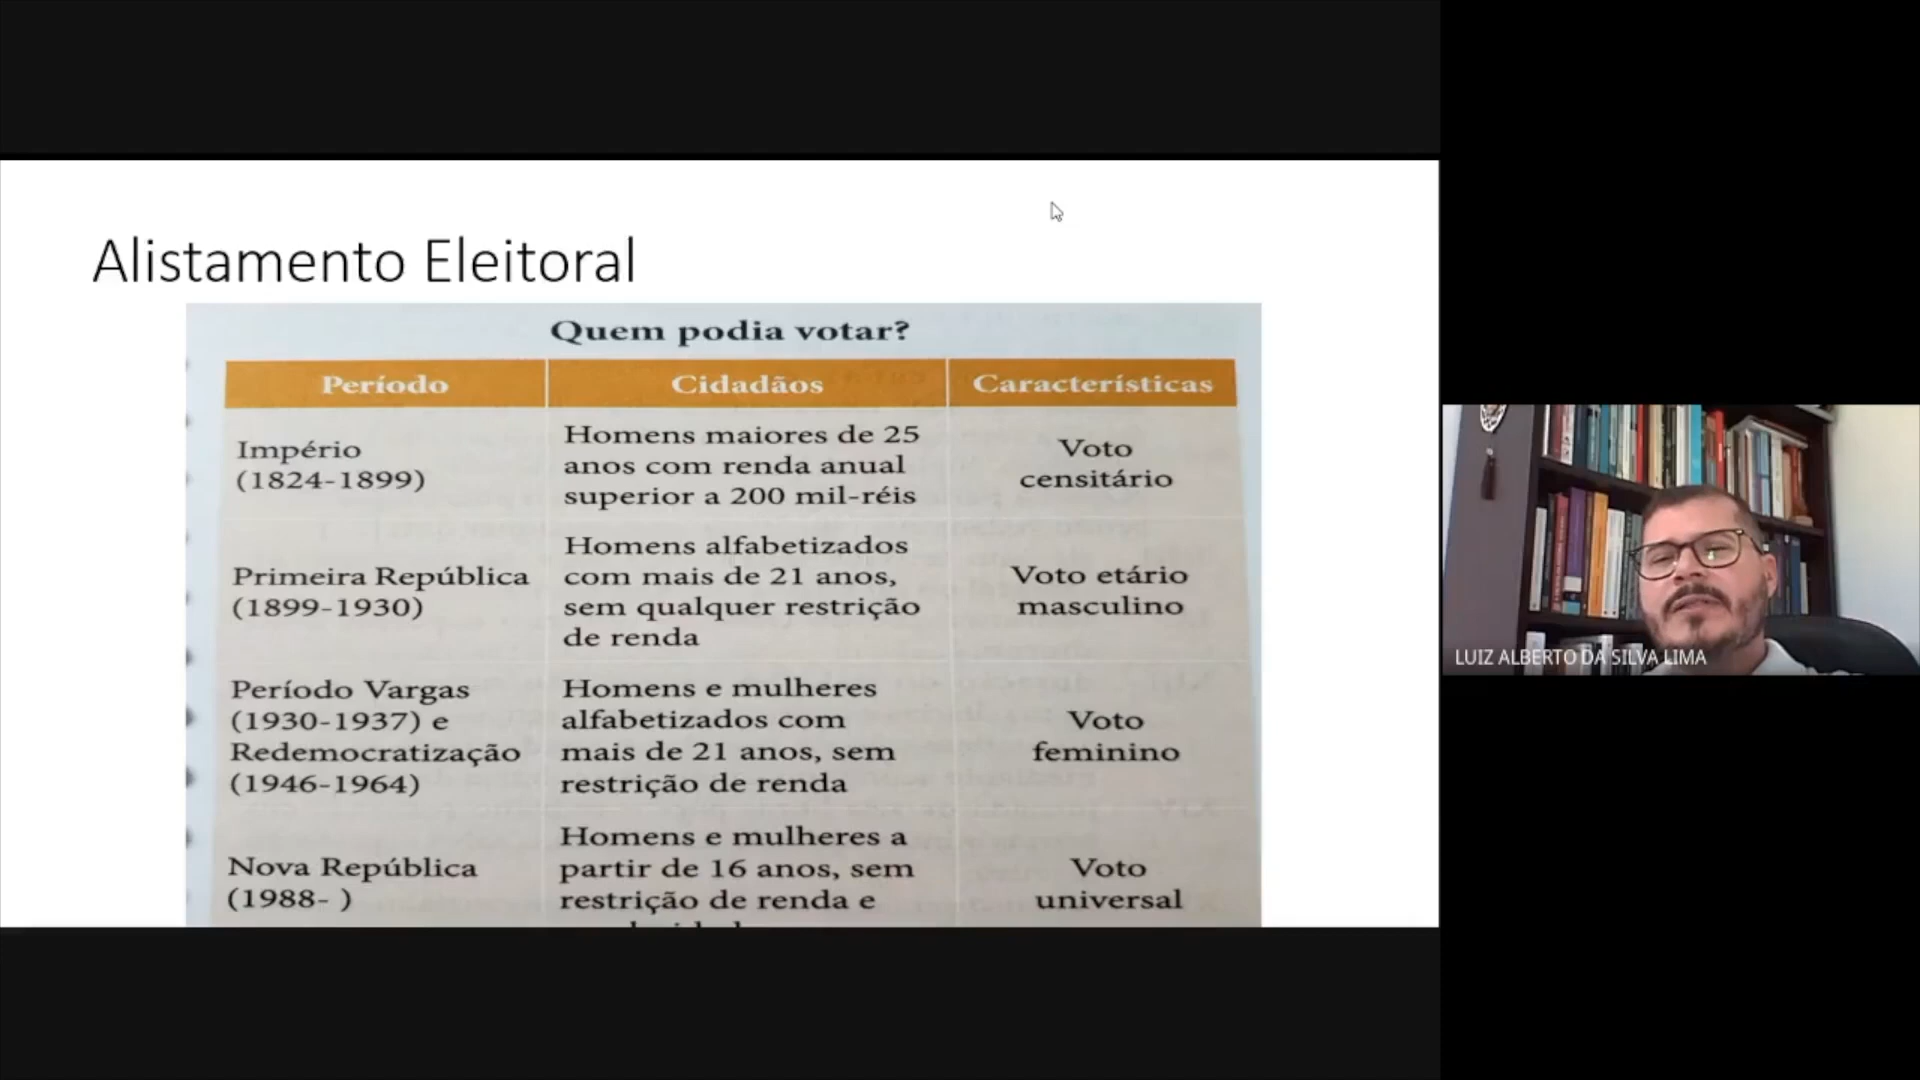 Alistamento Eleitoral
Quem podia votar?
Período
Cidadãos
Características
Império
(1824-1899)
Homens maiores de 25
anos com renda anual
superior a 200 mil-réis
Voto
censitário
Primeira República
(1899-1930)
Homens alfabetizados
com mais de 21 anos,
sem qualquer restrição
de renda
Voto etário
masculino
Período Vargas
(1930-1937) e
Redemocratização
(1946-1964)
Homens e mulheres
alfabetizados com
mais de 21 anos, sem
restrição de renda
Voto
feminino
Nova República
(1988- )
Homens e mulheres a
partir de 16 anos, sem
restrição de renda e
Voto
universal
LUIZ ALBERTO DA SILVA LIMA